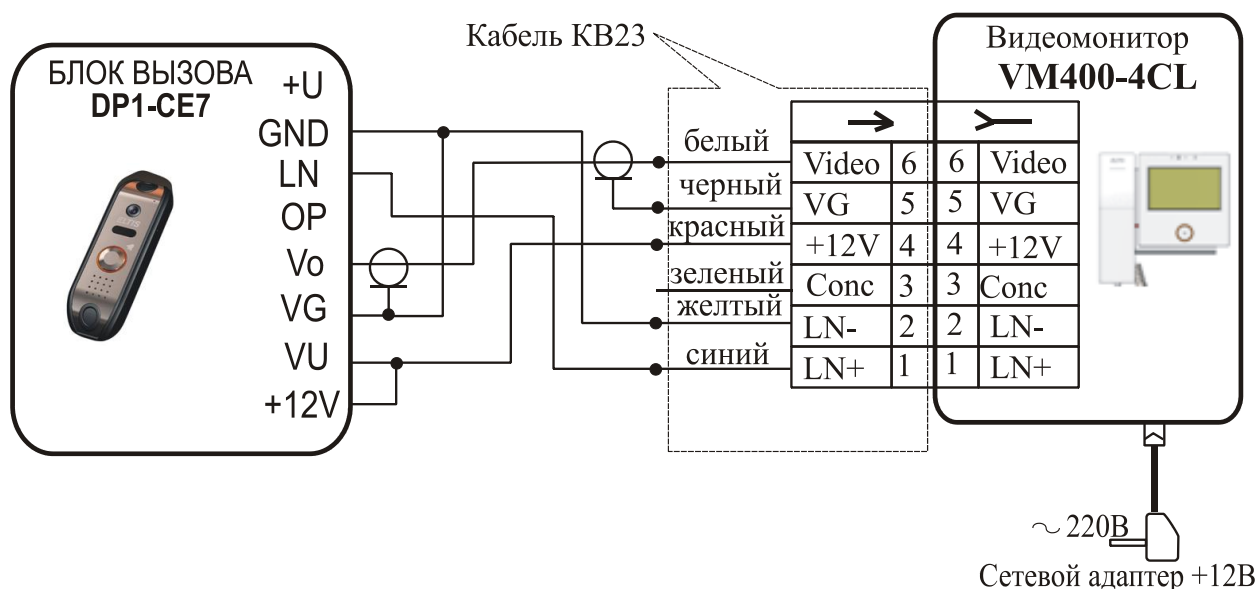 Кабель КВ23
БЛОК ВЫЗОВА
DP1-CE7
+U
GND
LN
OP
Vo
VG
VU
+12V
белый
черный
красный
зеленый
желтый
синий
Video 6
VG 5
+12V 4
Conc 3
LN- 2
LN+ 1
Видеомонитор
VM400-4CL
6 Video
5 VG
4 +12V
3 Conc
2 LN-
1 LN+
~ 220В
Сетевой адаптер +12В